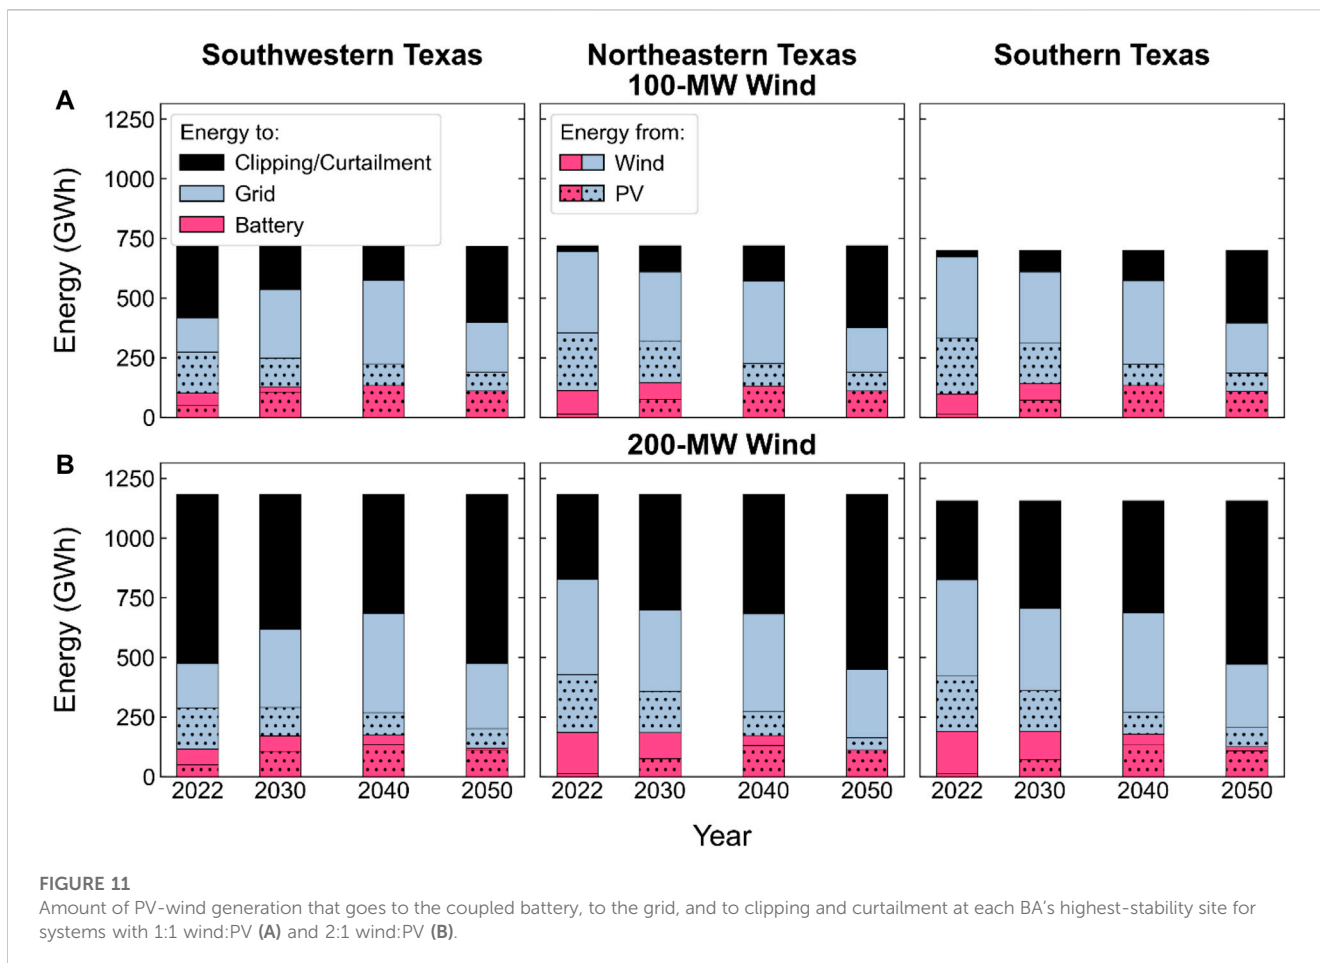 Southwestern Texas
Northeastern Texas
Southern Texas
100-MW Wind
A
Energy (GWh)
1250
1000
750
500
250
0
Energy to:
Clipping/Curtailment
Grid
Battery
Energy from:
Wind
PV
200-MW Wind
B
Energy (GWh)
1250
1000
750
500
250
0
2022 2030 2040 2050
2022 2030 2040 2050
2022 2030 2040 2050
Year
FIGURE 11
Amount of PV-wind generation that goes to the coupled battery, to the grid, and to clipping and curtailment at each BA’s highest-stability site for
systems with 1:1 wind:PV (A) and 2:1 wind:PV (B).